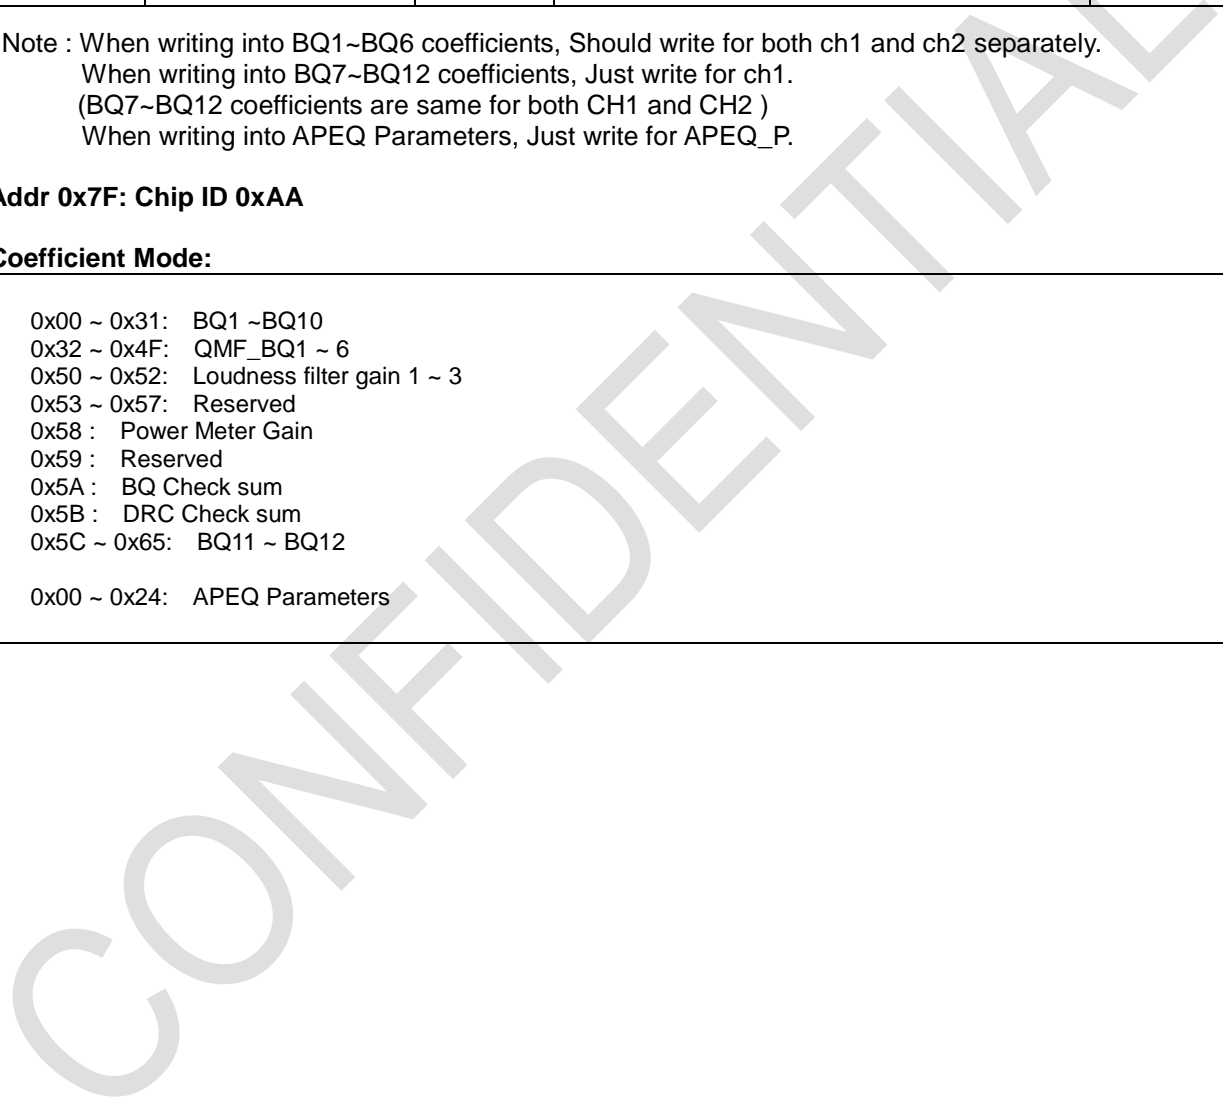 Note : When writing into BQ1~BQ6 coefficients, Should write for both ch1 and ch2 separately.
When writing into BQ7~BQ12 coefficients, Just write for ch1.
(BQ7~BQ12 coefficients are same for both CH1 and CH2 )
When writing into APEQ Parameters, Just write for APEQ_P.
Addr 0x7F: Chip ID 0xAA
Coefficient Mode:
0x00 ~ 0x31: BQ1 ~BQ10
0x32 ~ 0x4F: QMF_BQ1 ~ 6
0x50 ~ 0x52: Loudness filter gain 1 ~ 3
0x53 ~ 0x57: Reserved
0x58 : Power Meter Gain
0x59 : Reserved
0x5A : BQ Check sum
0x5B : DRC Check sum
0x5C ~ 0x65: BQ11 ~ BQ12
0x00 ~ 0x24: APEQ Parameters
CONFIDENTIAL